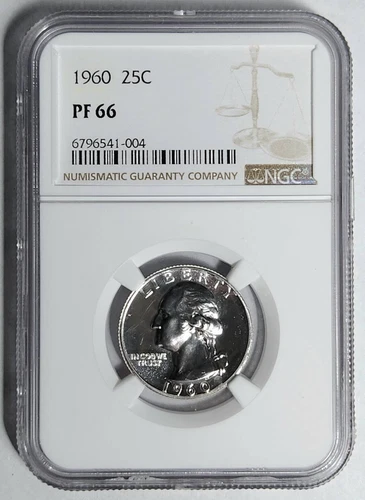 1960 25C
PF 66
6796541-004
NUMISMATIC GUARANTY COMPANY NGC
LIBERTY
IN GOD WE
TRUST
1960